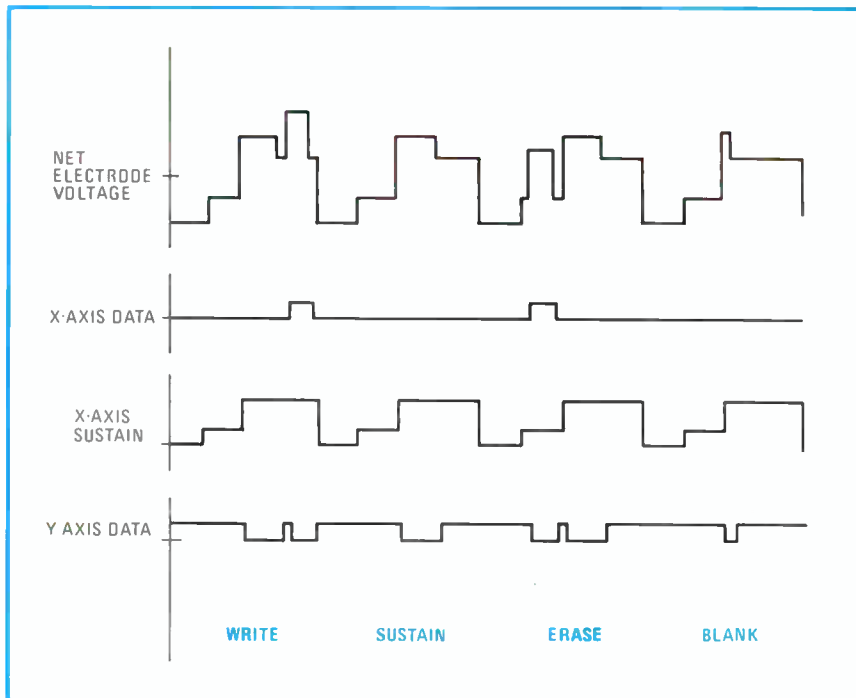 NET
ELECTRODE
VOLTAGE
X-AXIS DATA
X-AXIS
SUSTAIN
Y AXIS DATA
WRITE SUSTAIN ERASE BLANK